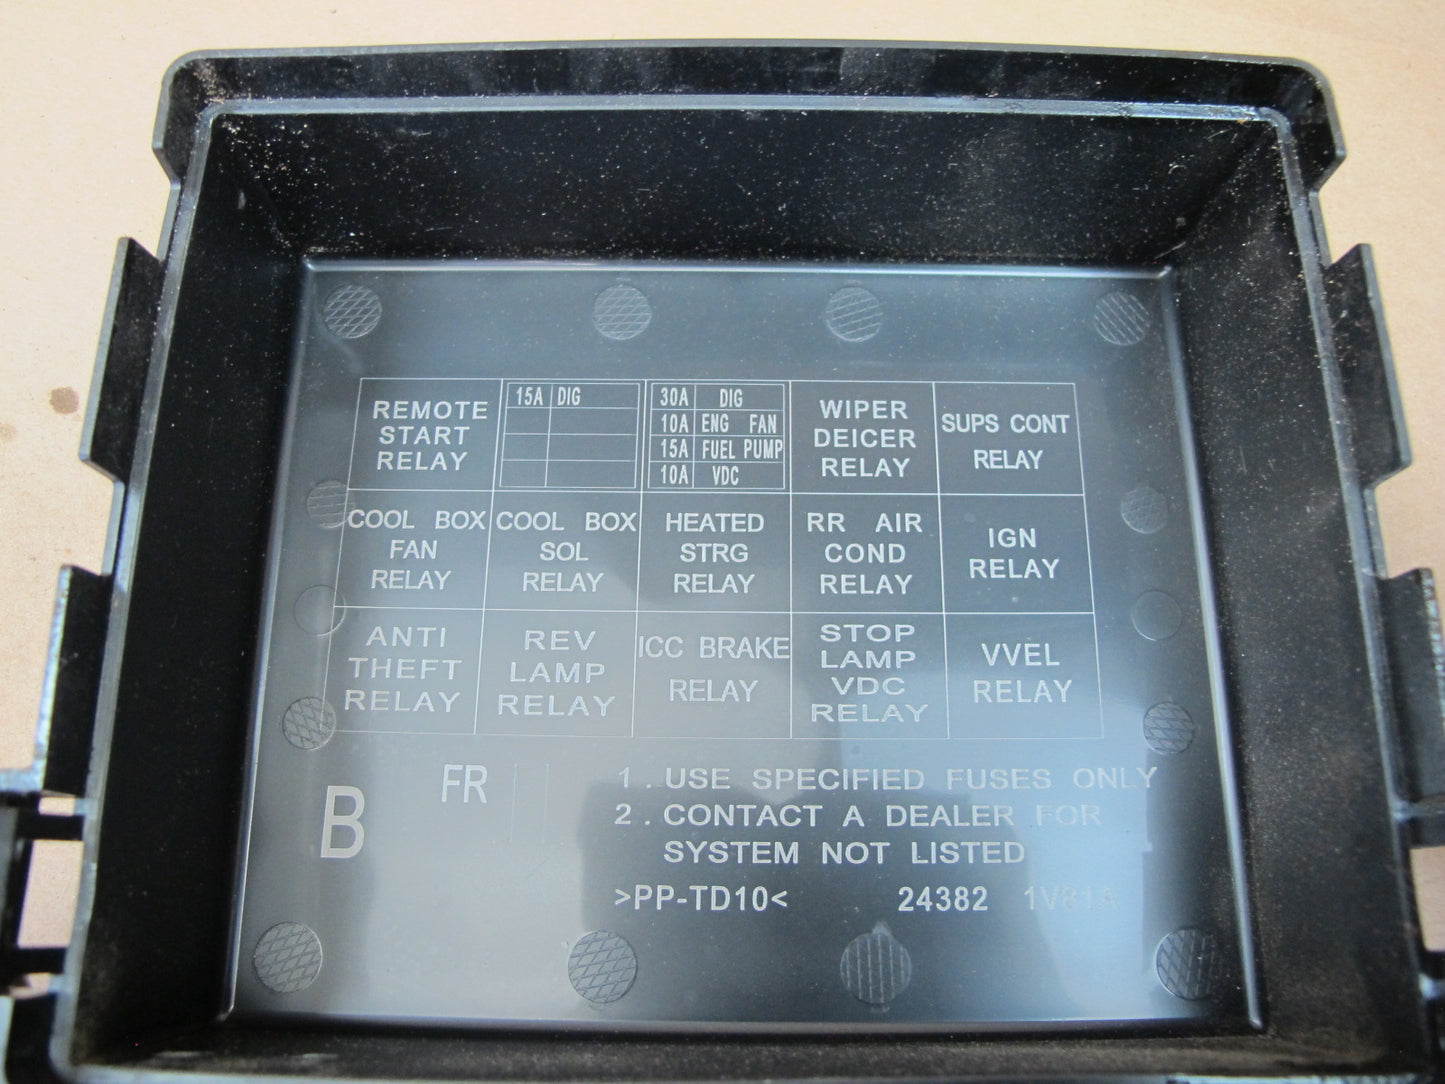 REMOTE
START
RELAY
15A DIG
30A DIG
10A ENG FAN
15A FUEL PUMP
10A VDC
WIPER
DEICER
RELAY
SUPS CONT
RELAY
COOL BOX
FAN
RELAY
COOL BOX
SOL
RELAY
HEATED
STRG
RELAY
RR AIR
COND
RELAY
IGN
RELAY
ANTI
THEFT
RELAY
REV
LAMP
RELAY
ICC BRAKE
RELAY
STOP
LAMP
VDC
RELAY
VVEL
RELAY
B
FR
1. USE SPECIFIED FUSES ONLY
2. CONTACT A DEALER FOR
SYSTEM NOT LISTED
>PP-TD10< 24382 1V81A